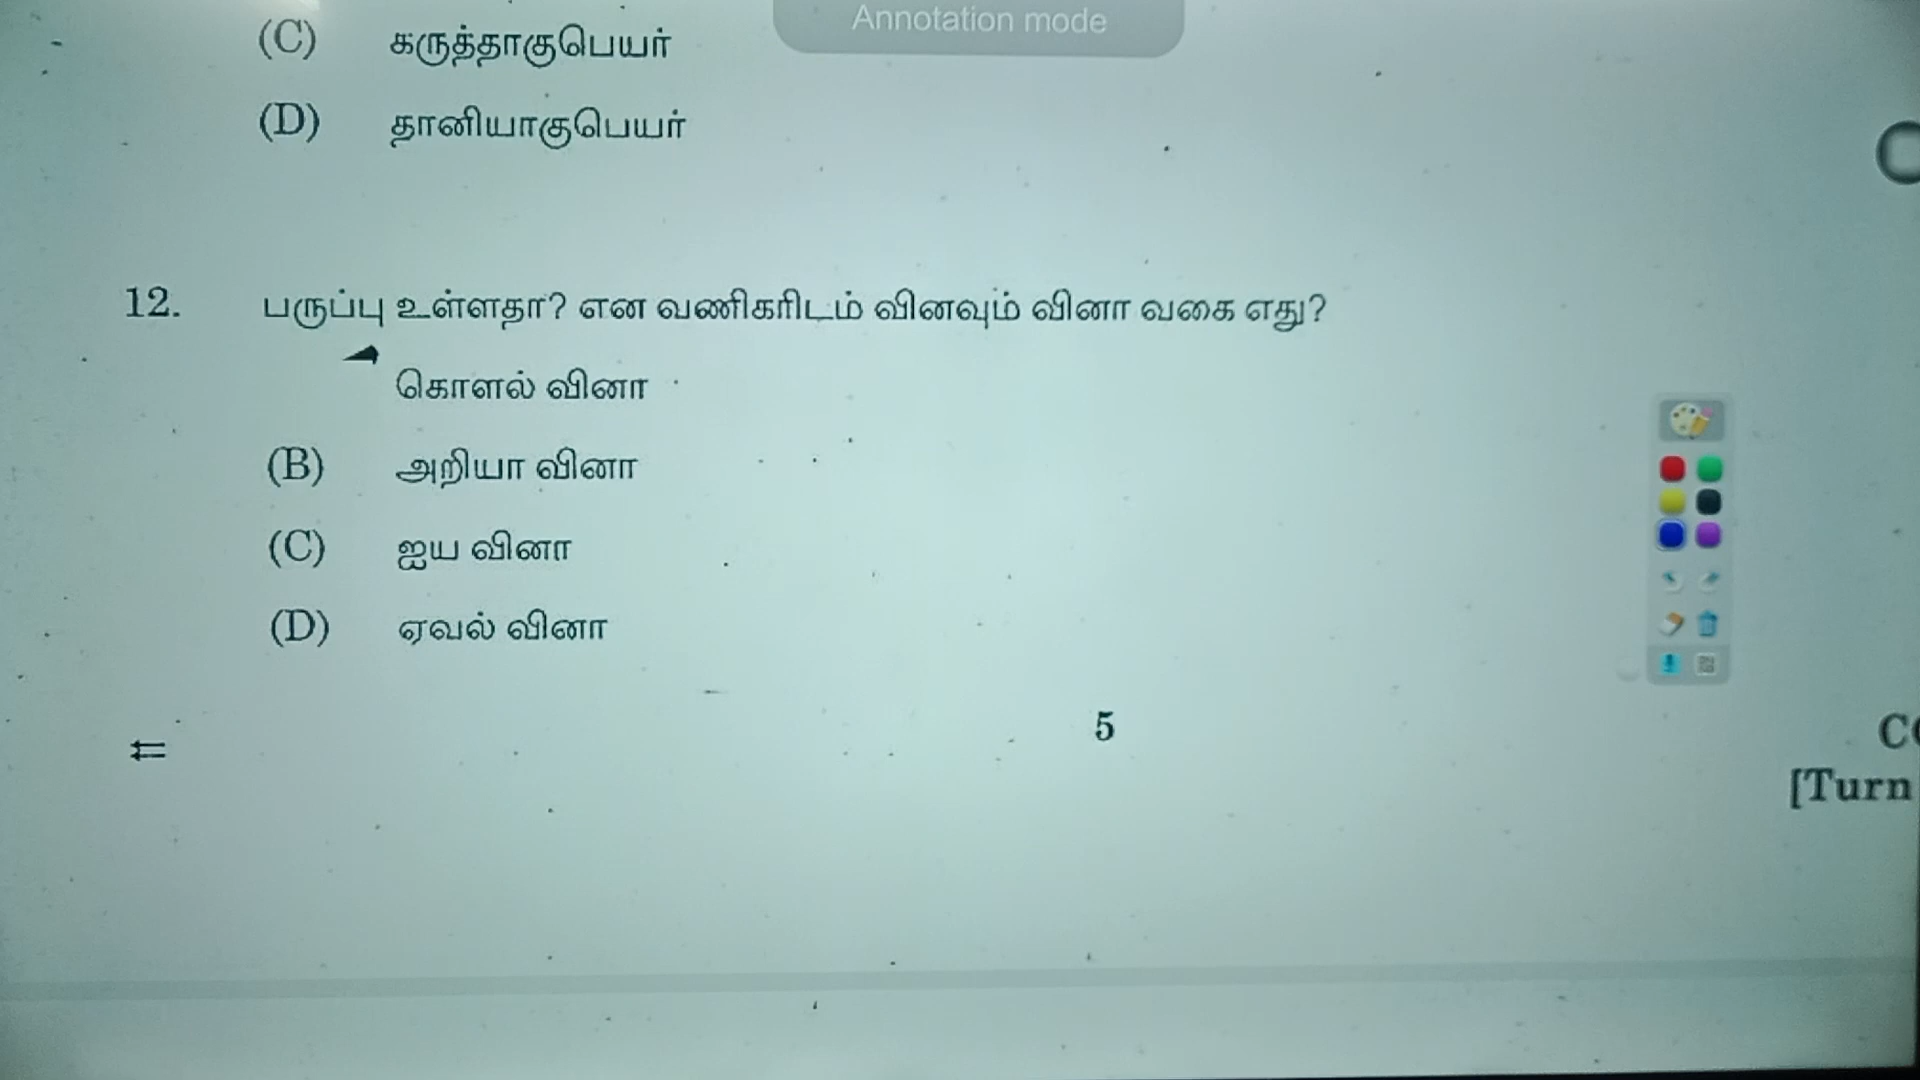 Annotation mode
(C) கருத்தாகுபெயர்
(D) தானியாகுபெயர்
12. பருப்பு உள்ளதா? என வணிகரிடம் வினவும் வினா வகை எது?
கொளல் வினா
(B) அறியா வினா
(C) ஐய வினா
(D) ஏவல் வினா
5
[Turn